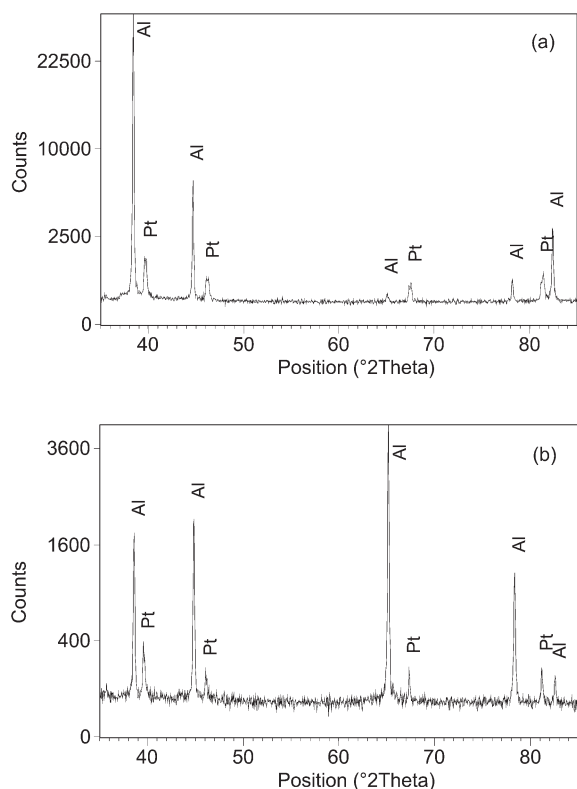 (a)
22500
10000
2500
0
Counts
Al
Pt
Al
Pt
Al
Pt
Al
Pt
Al
40 50 60 70 80
Position (°2Theta)
(b)
3600
1600
400
0
Counts
Al
Pt
Al
Pt
Al
Pt
Al
Pt
Al
40 50 60 70 80
Position (°2Theta)